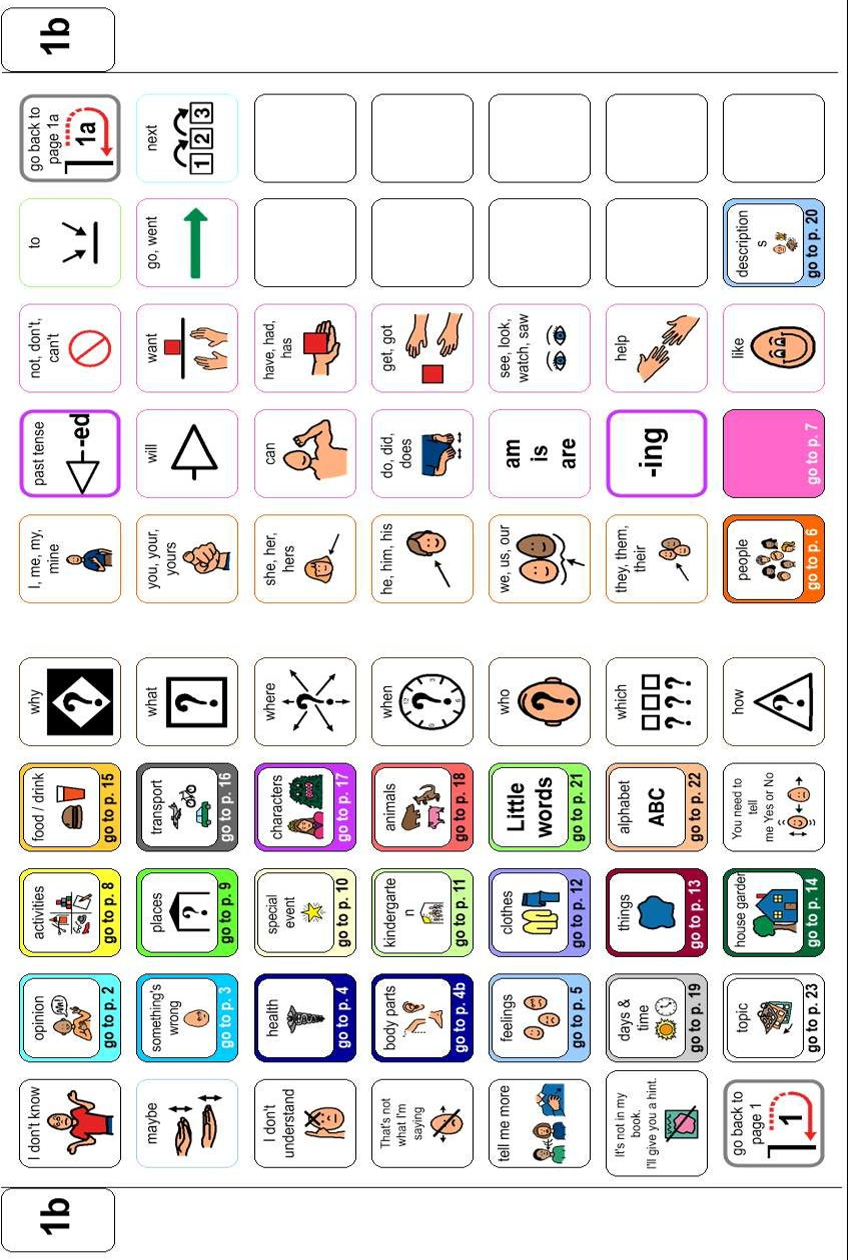 1b
1b
I don't know
opinion
go to p. 2
activities
go to p. 8
food / drink
go to p. 15
why
?
I, me, my,
mine
past tense
-ed
not, don't,
can't
to
go back to
page 1a
1a
maybe
something's
wrong
go to p. 3
places
?
go to p. 9
transport
go to p. 16
what
?
you, your,
yours
will
want
go, went
next
1 2 3
I don't
understand
health
go to p. 4
special
event
go to p. 10
characters
go to p. 17
where
?
she, her,
hers
can
have, had,
has
That's not
what I'm
saying
body parts
go to p. 4b
kindergarte
n
go to p. 11
animals
go to p. 18
when
?
he, him, his
do, did,
does
get, got
tell me more
feelings
go to p. 5
clothes
go to p. 12
Little
words
go to p. 21
who
?
we, us, our
am
is
are
see, look,
watch, saw
It's not in my
book.
I'll give you a hint.
days &
time
go to p. 19
things
go to p. 13
alphabet
ABC
go to p. 22
which
? ? ?
they, them,
their
-ing
help
go back to
page 1
1
topic
go to p. 23
house garden
go to p. 14
You need to
tell
me Yes or No
how
?
people
go to p. 6
go to p. 7
like
description
s
go to p. 20